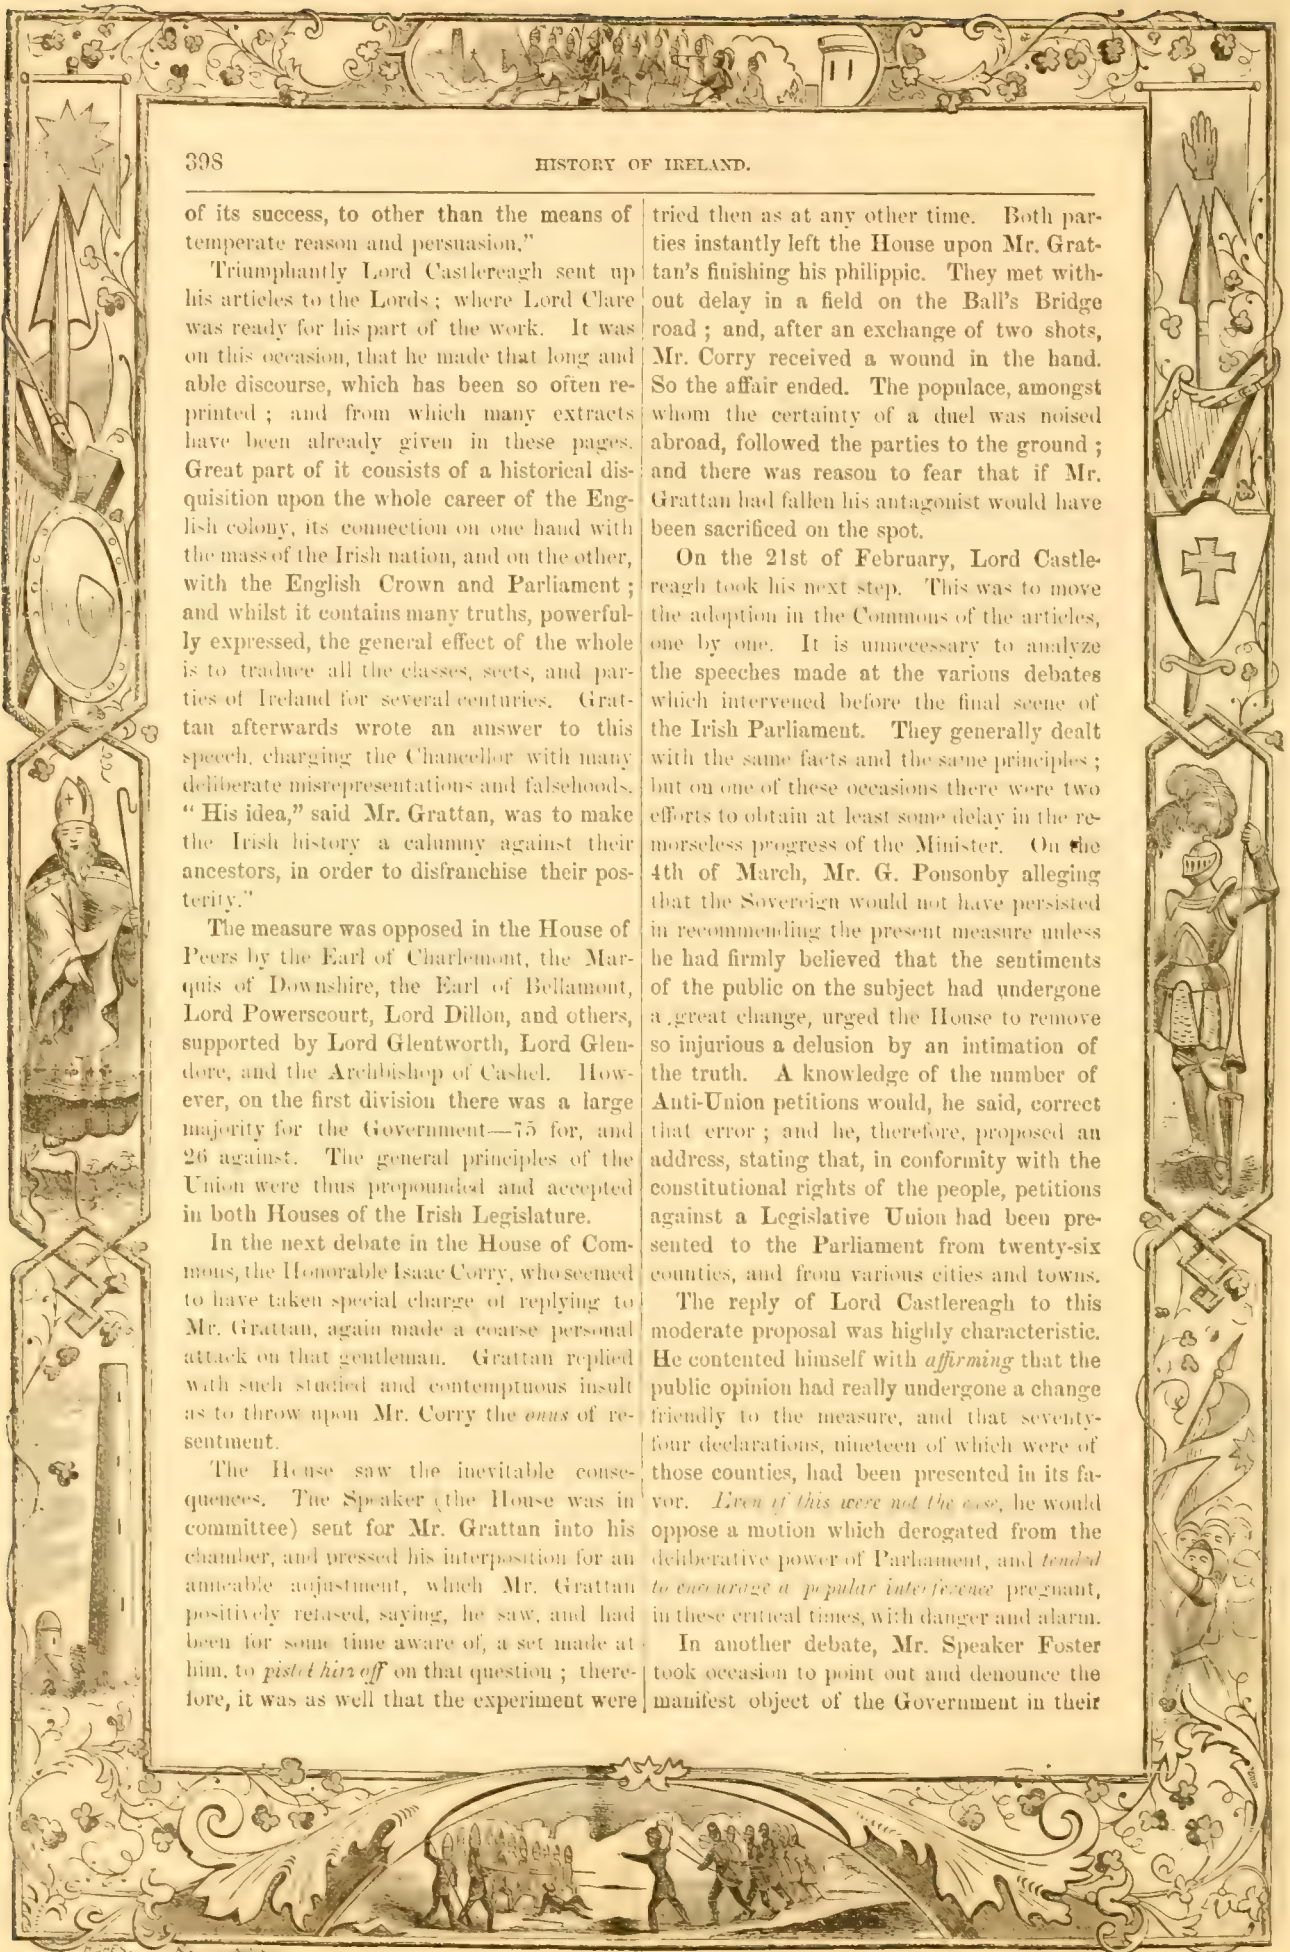 398
HISTORY OF IRELAND.
of its success, to other than the means of
temperate reason and persuasion."
Triumphantly Lord Castlereagh sent up
his articles to the Lords ; where Lord Clare
was ready for his part of the work. It was
on this occasion, that he made that long and
able discourse, which has been so often re-
printed ; and from which many extracts
have been already given in these pages.
Great part of it consists of a historical dis-
quisition upon the whole career of the Eng-
lish colony, its connection on one hand with
the mass of the Irish nation, and on the other,
with the English Crown and Parliament ;
and whilst it contains many truths, powerful-
ly expressed, the general effect of the whole
is to traduce all the classes, sects, and par-
ties of Ireland for several centuries. Grat-
tan afterwards wrote an answer to this
speech, charging the Chancellor with many
deliberate misrepresentations and falsehoods.
" His idea," said Mr. Grattan, was to make
the Irish history a calumny against their
ancestors, in order to disfranchise their pos-
terity."
The measure was opposed in the House of
Peers by the Earl of Charlemont, the Mar-
quis of Downshire, the Earl of Bellamont,
Lord Powerscourt, Lord Dillon, and others,
supported by Lord Glentworth, Lord Glen-
dore, and the Archbishop of Cashel. How-
ever, on the first division there was a large
majority for the Government—75 for, and
26 against. The general principles of the
Union were thus propounded and accepted
in both Houses of the Irish Legislature.
In the next debate in the House of Com-
mons, the Honorable Isaac Corry, who seemed
to have taken special charge of replying to
Mr. Grattan, again made a coarse personal
attack on that gentleman. Grattan replied
with such studied and contemptuous insult
as to throw upon Mr. Corry the onus of re-
sentment.
The House saw the inevitable conse-
quences. The Speaker (the House was in
committee) sent for Mr. Grattan into his
chamber, and pressed his interposition for an
amicable adjustment, which Mr. Grattan
positively refused, saying, he saw, and had
been for some time aware of, a set made at
him, to pistol him off on that question ; there-
fore, it was as well that the experiment were
tried then as at any other time. Both par-
ties instantly left the House upon Mr. Grat-
tan's finishing his philippic. They met with-
out delay in a field on the Ball's Bridge
road ; and, after an exchange of two shots,
Mr. Corry received a wound in the hand.
So the affair ended. The populace, amongst
whom the certainty of a duel was noised
abroad, followed the parties to the ground ;
and there was reason to fear that if Mr.
Grattan had fallen his antagonist would have
been sacrificed on the spot.
On the 21st of February, Lord Castle-
reagh took his next step. This was to move
the adoption in the Commons of the articles,
one by one. It is unnecessary to analyze
the speeches made at the various debates
which intervened before the final scene of
the Irish Parliament. They generally dealt
with the same facts and the same principles ;
but on one of these occasions there were two
efforts to obtain at least some delay in the re-
morseless progress of the Minister. On the
4th of March, Mr. G. Ponsonby alleging
that the Sovereign would not have persisted
in recommending the present measure unless
he had firmly believed that the sentiments
of the public on the subject had undergone
a great change, urged the House to remove
so injurious a delusion by an intimation of
the truth. A knowledge of the number of
Anti-Union petitions would, he said, correct
that error ; and he, therefore, proposed an
address, stating that, in conformity with the
constitutional rights of the people, petitions
against a Legislative Union had been pre-
sented to the Parliament from twenty-six
counties, and from various cities and towns.
The reply of Lord Castlereagh to this
moderate proposal was highly characteristic.
He contented himself with affirming that the
public opinion had really undergone a change
friendly to the measure, and that seventy-
four declarations, nineteen of which were of
those counties, had been presented in its fa-
vor. Even if this were not the case, he would
oppose a motion which derogated from the
deliberative power of Parliament, and tended
to encourage a popular interference pregnant,
in these critical times, with danger and alarm.
In another debate, Mr. Speaker Foster
took occasion to point out and denounce the
manifest object of the Government in their